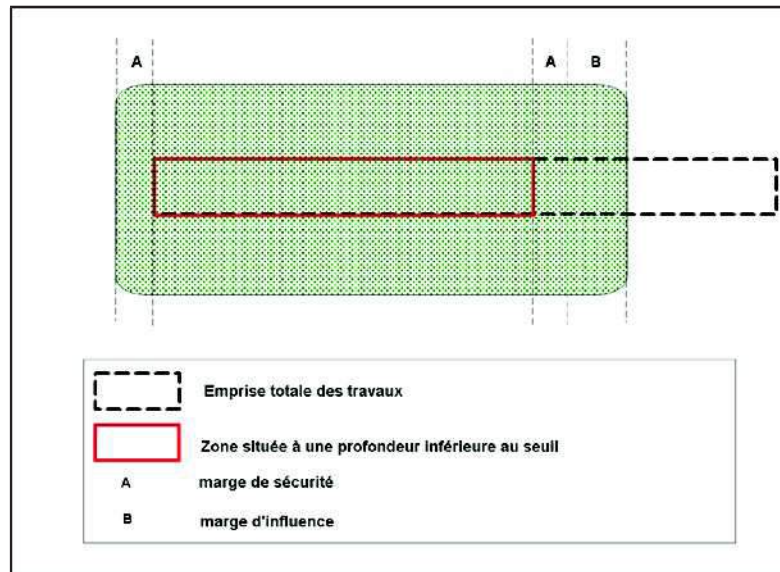 A A B
Emprise totale des travaux
Zone située à une profondeur inférieure au seuil
A marge de sécurité
B marge d'influence